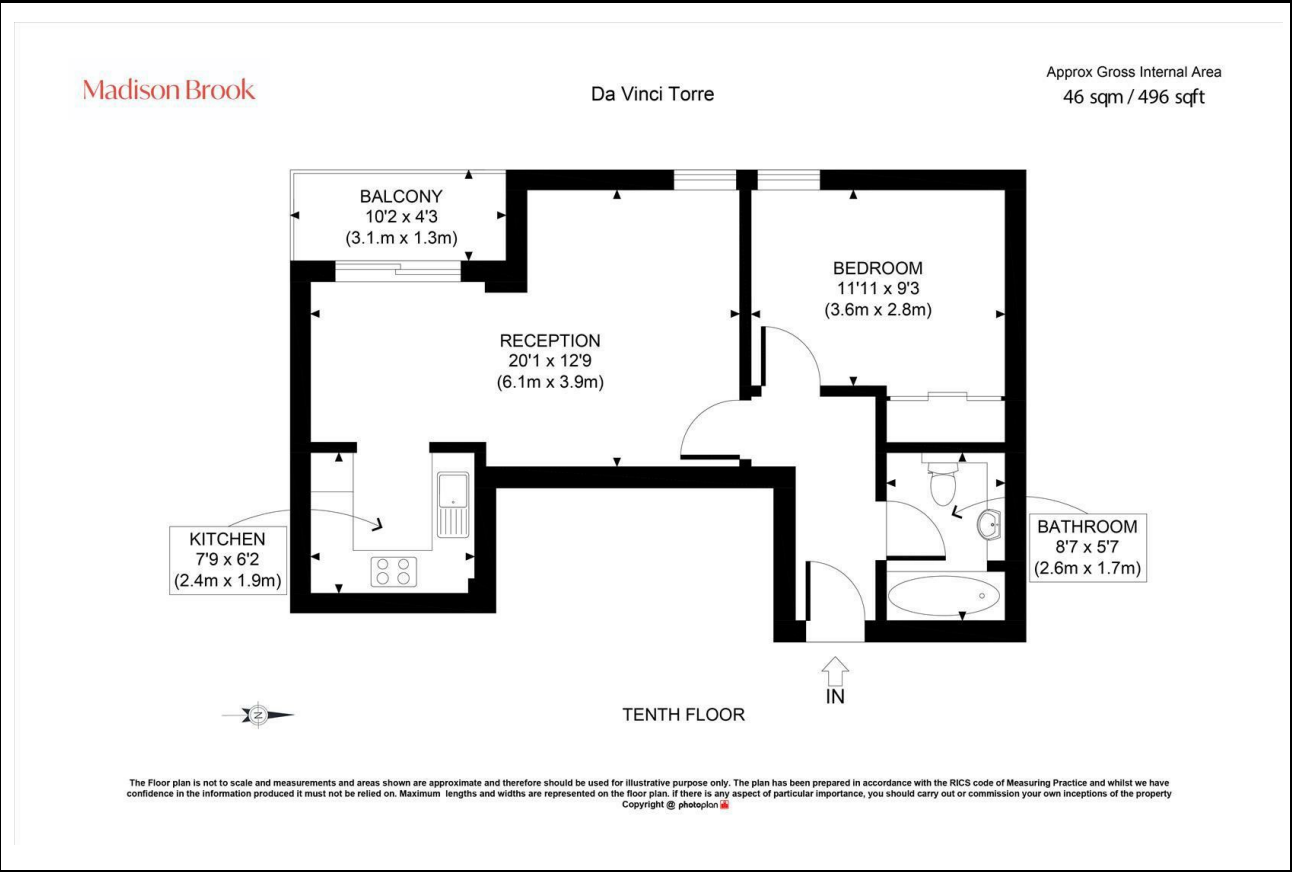 Madison Brook
Da Vinci Torre
Approx Gross Internal Area
46 sqm / 496 sqft
BALCONY
10'2 x 4'3
(3.1.m x 1.3m)
BEDROOM
11'11 x 9'3
(3.6m x 2.8m)
RECEPTION
20'1 x 12'9
(6.1m x 3.9m)
KITCHEN
7'9 x 6'2
(2.4m x 1.9m)
BATHROOM
8'7 x 5'7
(2.6m x 1.7m)
IN
N
TENTH FLOOR
The Floor plan is not to scale and measurements and areas shown are approximate and therefore should be used for illustrative purpose only. The plan has been prepared in accordance with the RICS code of Measuring Practice and whilst we have
confidence in the information produced it must not be relied on. Maximum lengths and widths are represented on the floor plan. if there is any aspect of particular importance, you should carry out or commission your own inceptions of the property
Copyright @ photoplan